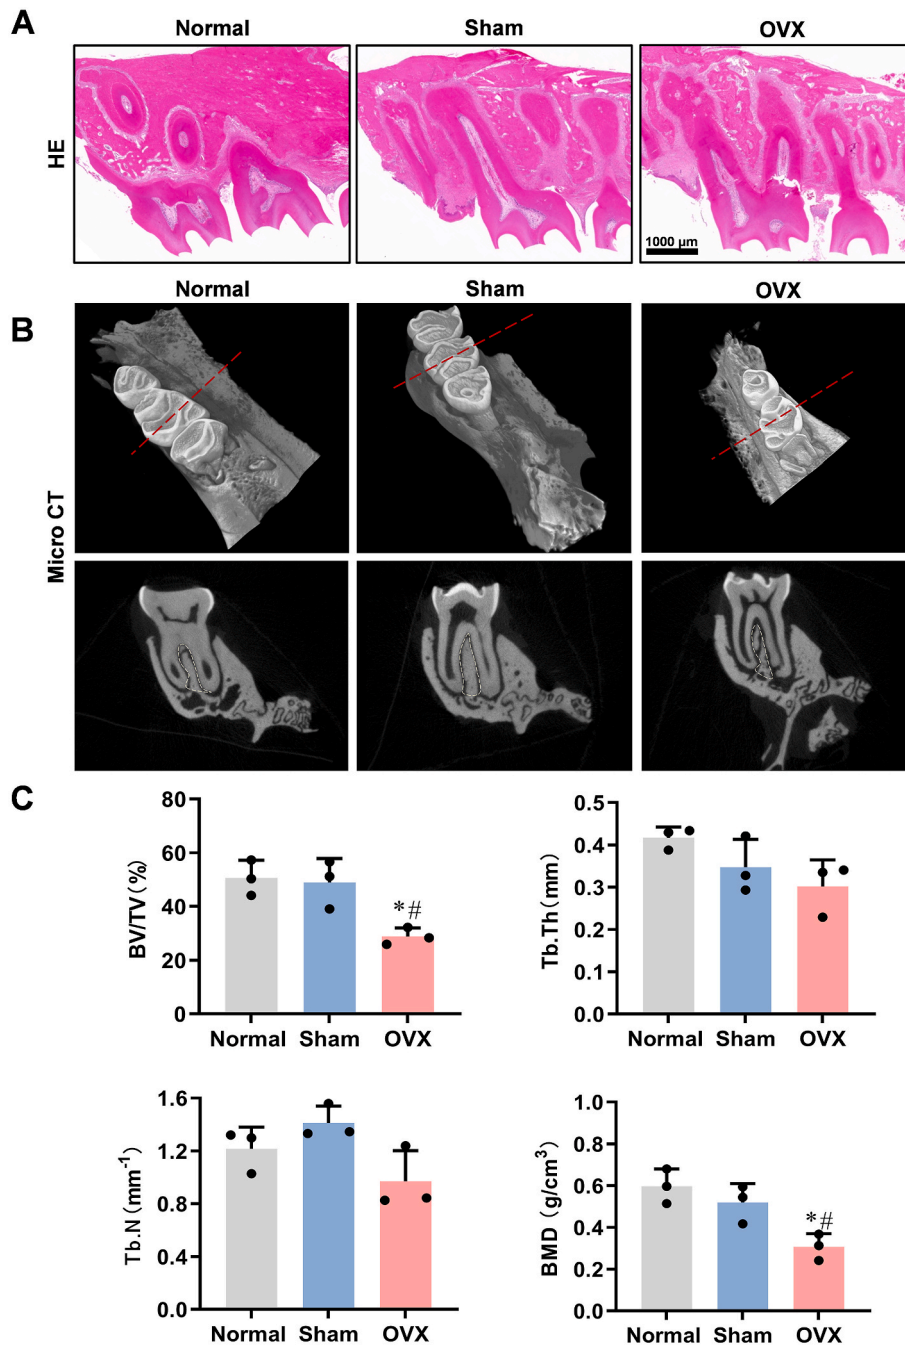 A
Normal Sham OVX
HE
1000 µm
B
Normal Sham OVX
Micro CT
C
BV/TV (%)
80
60
40
20
0
*#
Normal Sham OVX
Tb.Th (mm)
0.5
0.4
0.3
0.2
0.1
0.0
Normal Sham OVX
Tb.N (mm⁻¹)
1.6
1.2
0.8
0.4
0.0
Normal Sham OVX
BMD (g/cm³)
1.0
0.8
0.6
0.4
0.2
0.0
*#
Normal Sham OVX